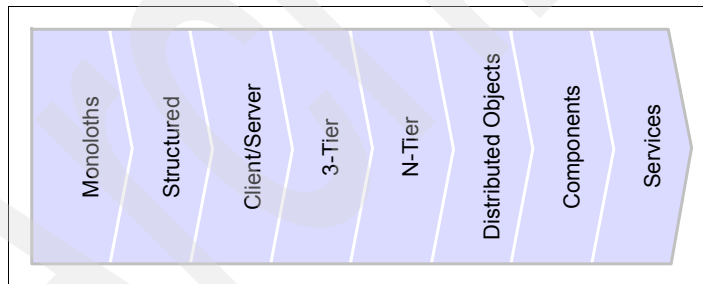 Monoloths
Structured
Client/Server
3-Tier
N-Tier
Distributed Objects
Components
Services